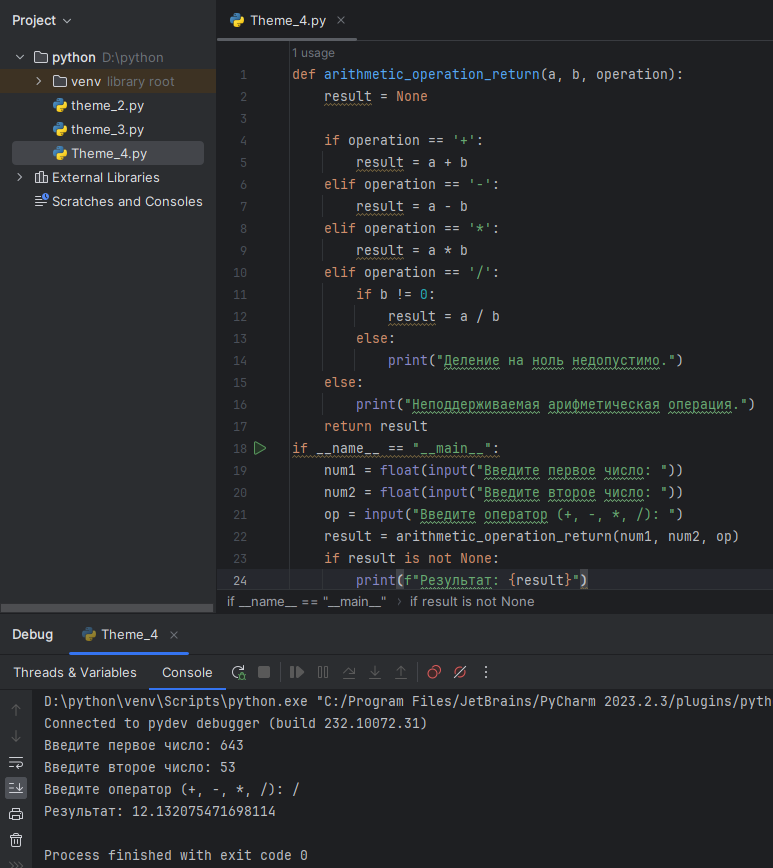 Project
python D:\python
venv library root
theme_2.py
theme_3.py
Theme_4.py
External Libraries
Scratches and Consoles
Theme_4.py
1 usage
1 def arithmetic_operation_return(a, b, operation):
2     result = None
3
4     if operation == '+':
5         result = a + b
6     elif operation == '-':
7         result = a - b
8     elif operation == '*':
9         result = a * b
10     elif operation == '/':
11         if b != 0:
12             result = a / b
13         else:
14             print("Деление на ноль недопустимо.")
15     else:
16         print("Неподдерживаемая арифметическая операция.")
17     return result
18 if __name__ == "__main__":
19     num1 = float(input("Введите первое число: "))
20     num2 = float(input("Введите второе число: "))
21     op = input("Введите оператор (+, -, *, /): ")
22     result = arithmetic_operation_return(num1, num2, op)
23     if result is not None:
24         print(f"Результат: {result}")
if __name__ == "__main__" › if result is not None
Debug Theme_4
Threads & Variables Console
D:\python\venv\Scripts\python.exe "C:/Program Files/JetBrains/PyCharm 2023.2.3/plugins/pyth
Connected to pydev debugger (build 232.10072.31)
Введите первое число: 643
Введите второе число: 53
Введите оператор (+, -, *, /): /
Результат: 12.132075471698114
Process finished with exit code 0